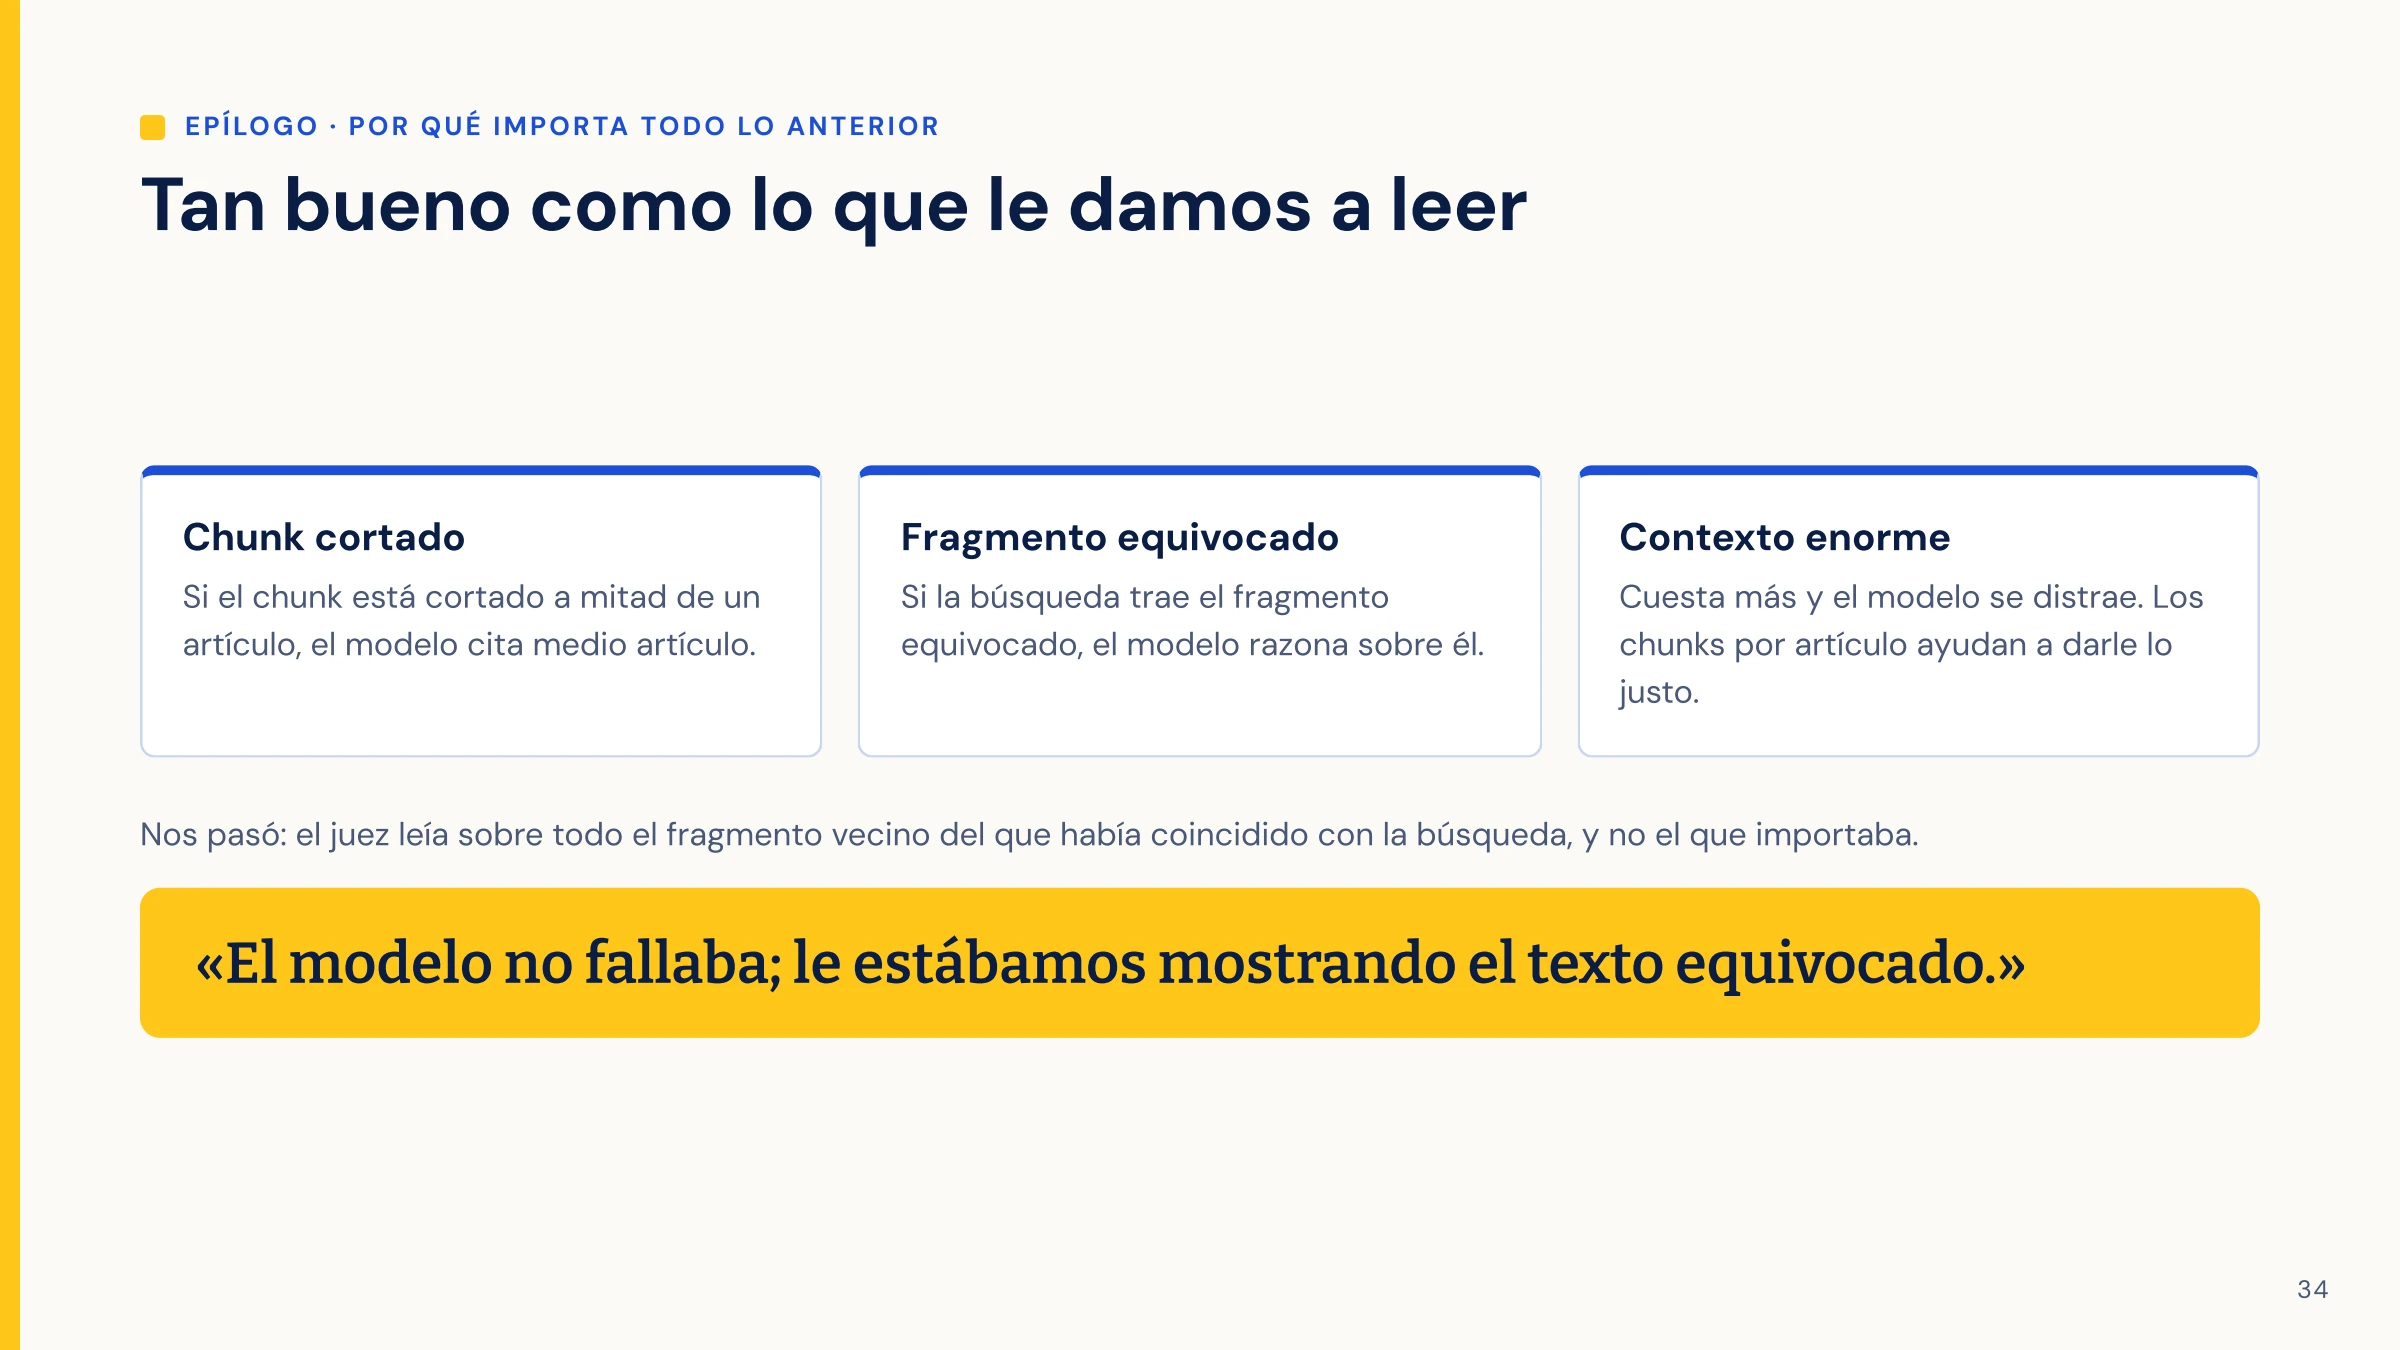 EPÍLOGO · POR QUÉ IMPORTA TODO LO ANTERIOR
Tan bueno como lo que le damos a leer
Chunk cortado
Si el chunk está cortado a mitad de un
artículo, el modelo cita medio artículo.
Fragmento equivocado
Si la búsqueda trae el fragmento
equivocado, el modelo razona sobre él.
Contexto enorme
Cuesta más y el modelo se distrae. Los
chunks por artículo ayudan a darle lo
justo.
Nos pasó: el juez leía sobre todo el fragmento vecino del que había coincidido con la búsqueda, y no el que importaba.
«El modelo no fallaba; le estábamos mostrando el texto equivocado.»
34